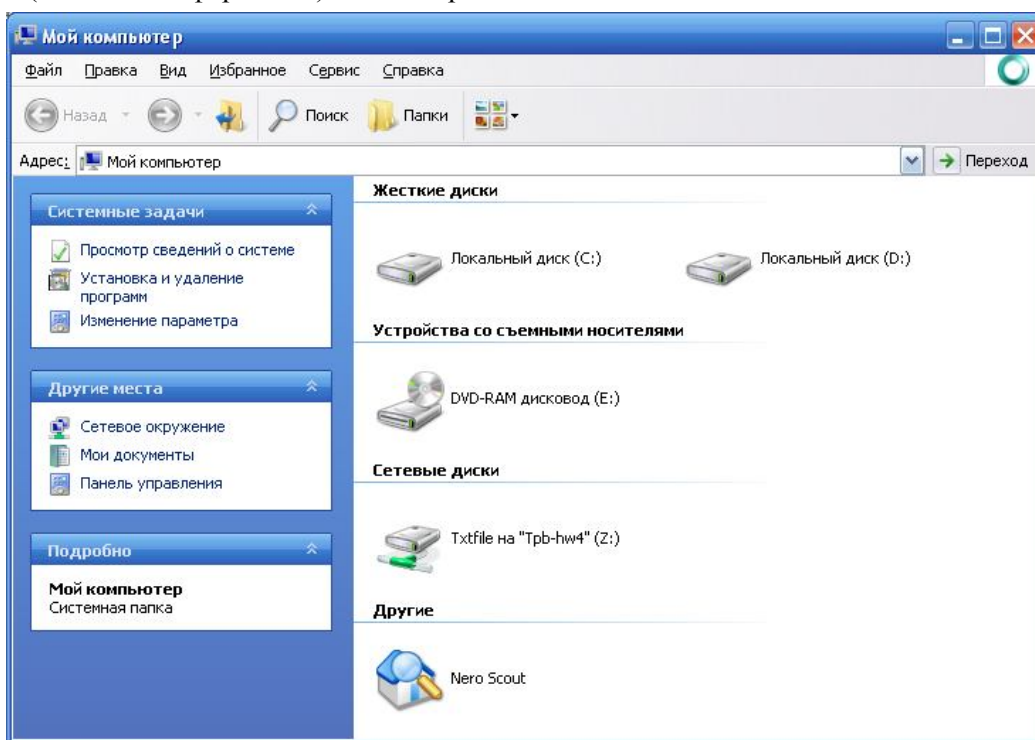 Мой компьютер
Файл Правка Вид Избранное Сервис Справка
Назад Поиск Папки
Адрес: Мой компьютер Переход
Системные задачи
Просмотр сведений о системе
Установка и удаление
программ
Изменение параметра
Другие места
Сетевое окружение
Мои документы
Панель управления
Подробно
Мой компьютер
Системная папка
Жесткие диски
Локальный диск (C:)
Локальный диск (D:)
Устройства со съемными носителями
DVD-RAM дисковод (E:)
Сетевые диски
Txtfile на "Tpb-hw4" (Z:)
Другие
Nero Scout